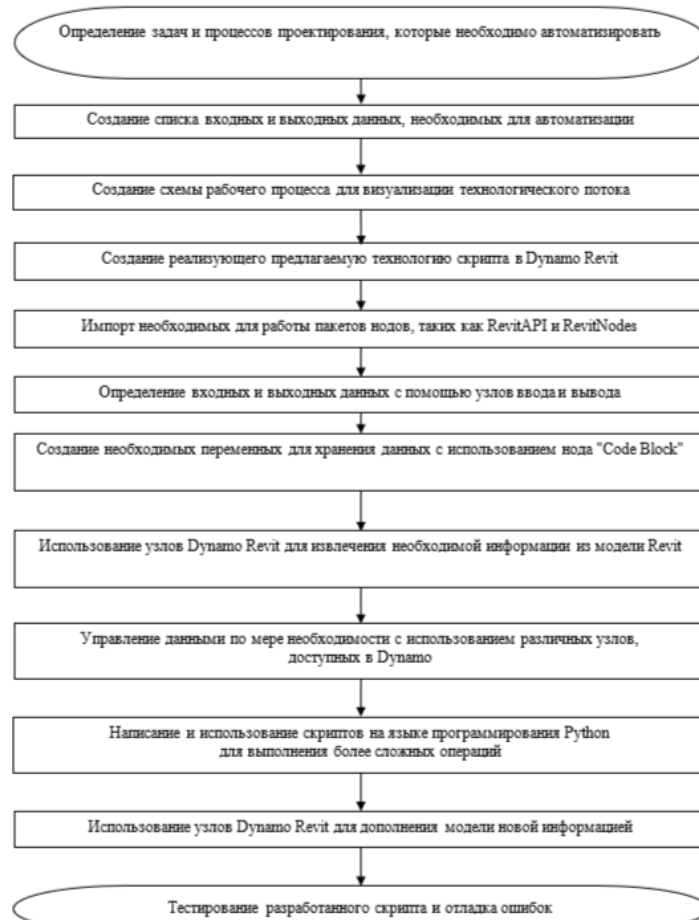 Определение задач и процессов проектирования, которые необходимо автоматизировать
Создание списка входных и выходных данных, необходимых для автоматизации
Создание схемы рабочего процесса для визуализации технологического потока
Создание реализующего предлагаемую технологию скрипта в Dynamo Revit
Импорт необходимых для работы пакетов нодов, таких как RevitAPI и RevitNodes
Определение входных и выходных данных с помощью узлов ввода и вывода
Создание необходимых переменных для хранения данных с использованием нода "Code Block"
Использование узлов Dynamo Revit для извлечения необходимой информации из модели Revit
Управление данными по мере необходимости с использованием различных узлов,
доступных в Dynamo
Написание и использование скриптов на языке программирования Python
для выполнения более сложных операций
Использование узлов Dynamo Revit для дополнения модели новой информацией
Тестирование разработанного скрипта и отладка ошибок